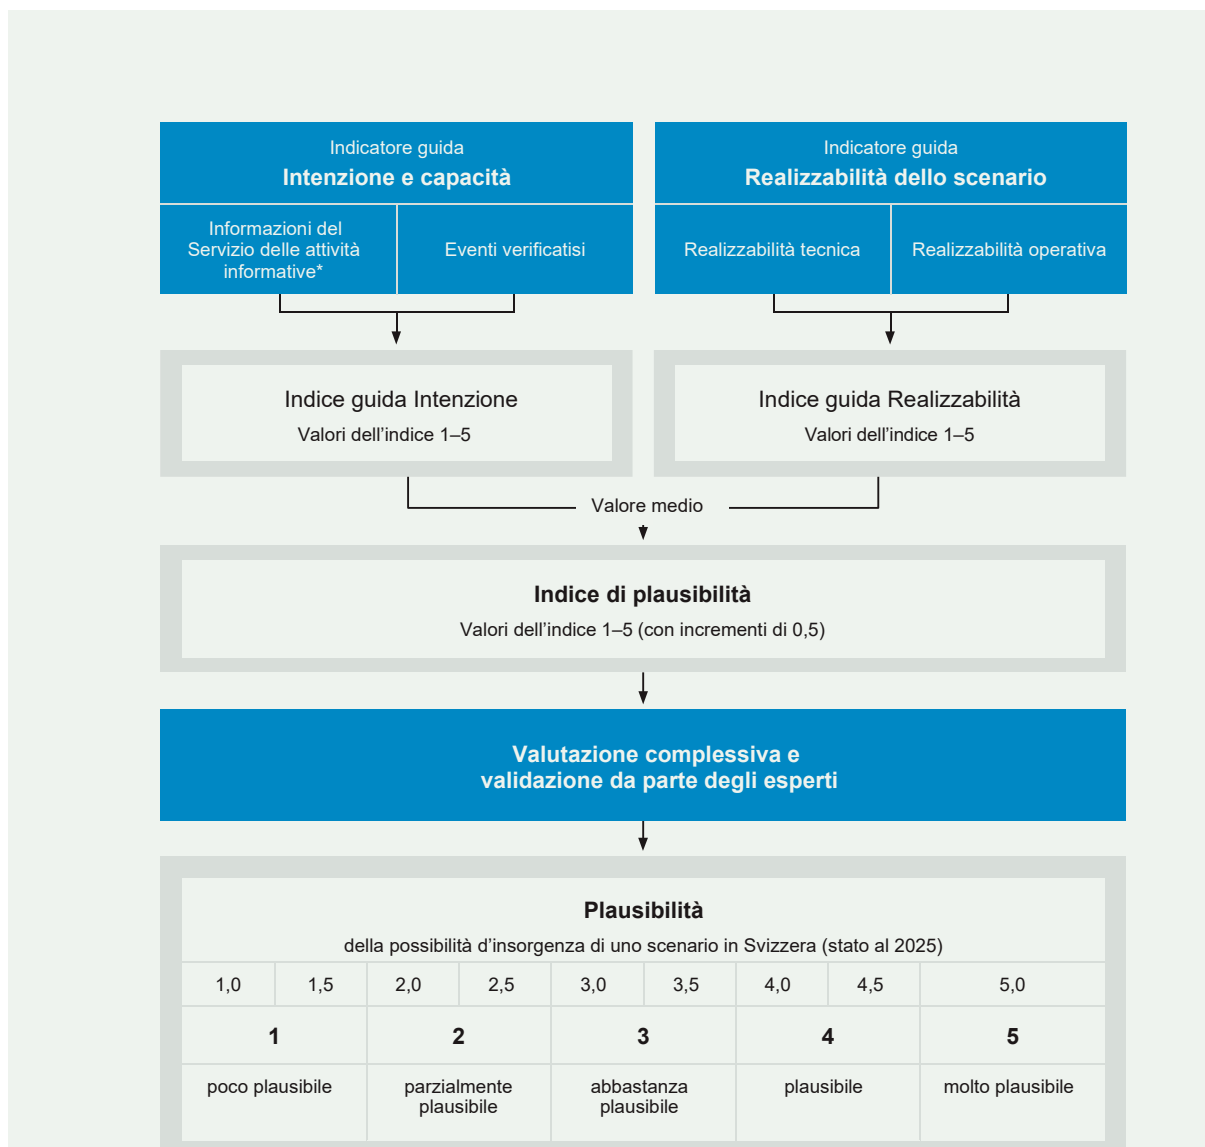 Indicatore guida
Intenzione e capacità
Informazioni del
Servizio delle attività
informative*
Eventi verificatisi
Indicatore guida
Realizzabilità dello scenario
Realizzabilità tecnica
Realizzabilità operativa
Indice guida Intenzione
Valori dell’indice 1–5
Indice guida Realizzabilità
Valori dell’indice 1–5
Valore medio
Indice di plausibilità
Valori dell’indice 1–5 (con incrementi di 0,5)
Valutazione complessiva e
validazione da parte degli esperti
Plausibilità
della possibilità d’insorgenza di uno scenario in Svizzera (stato al 2025)
1,0 1,5 2,0 2,5 3,0 3,5 4,0 4,5 5,0
1 2 3 4 5
poco plausibile
parzialmente
plausibile
abbastanza
plausibile
plausibile
molto plausibile